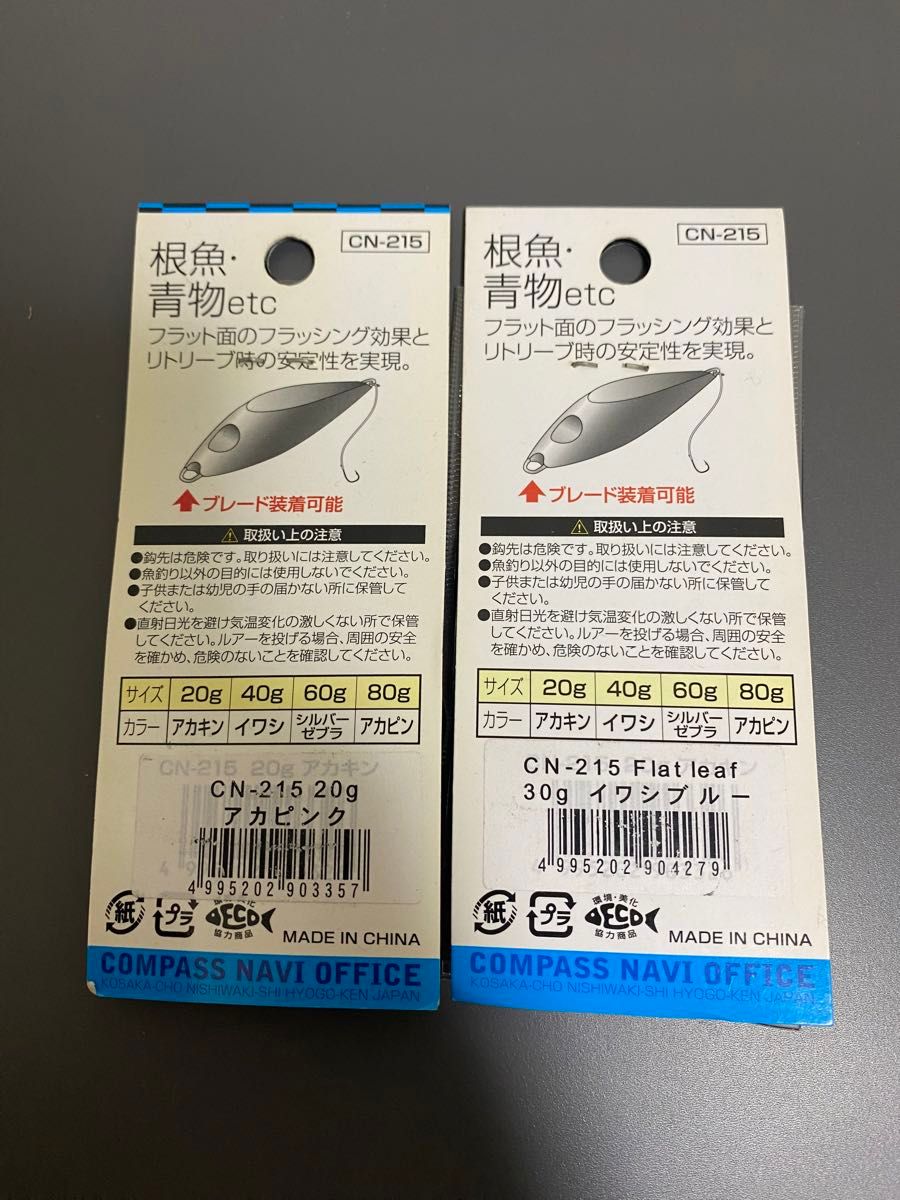 CN-215
根魚・
青物etc
フラット面のフラッシング効果と
リトリーブ時の安定性を実現。
ブレード装着可能
取扱い上の注意
●鈎先は危険です。取り扱いには注意してください。
●魚釣り以外の目的には使用しないでください。
●子供または幼児の手の届かない所に保管して
ください。
●直射日光を避け気温変化の激しくない所で保管
してください。ルアーを投げる場合、周囲の安全
を確かめ、危険のないことを確認してください。
サイズ 20g 40g 60g 80g
カラー アカキン イワシ シルバーゼブラ アカピン
CN-215 20g アカキン
CN-215 20g
アカピンク
4 995202 903357
紙 プラ ECO 協力商品
MADE IN CHINA
COMPASS NAVI OFFICE
KOSAKA-CHO NISHIWAKI-SHI HYOGO-KEN JAPAN
CN-215
根魚・
青物etc
フラット面のフラッシング効果と
リトリーブ時の安定性を実現。
ブレード装着可能
取扱い上の注意
●鈎先は危険です。取り扱いには注意してください。
●魚釣り以外の目的には使用しないでください。
●子供または幼児の手の届かない所に保管して
ください。
●直射日光を避け気温変化の激しくない所で保管
してください。ルアーを投げる場合、周囲の安全
を確かめ、危険のないことを確認してください。
サイズ 20g 40g 60g 80g
カラー アカキン イワシ シルバーゼブラ アカピン
CN-215 Flat leaf
30g イワシブルー
4 995202 904279
紙 プラ 環境・美化 ECO 協力商品
MADE IN CHINA
COMPASS NAVI OFFICE
KOSAKA-CHO NISHIWAKI-SHI HYOGO-KEN JAPAN